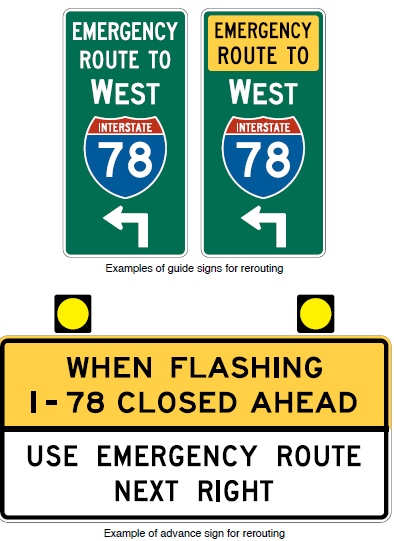 EMERGENCY
ROUTE TO
WEST
INTERSTATE
78
EMERGENCY
ROUTE TO
WEST
INTERSTATE
78
Examples of guide signs for rerouting
WHEN FLASHING
I - 78 CLOSED AHEAD
USE EMERGENCY ROUTE
NEXT RIGHT
Example of advance sign for rerouting